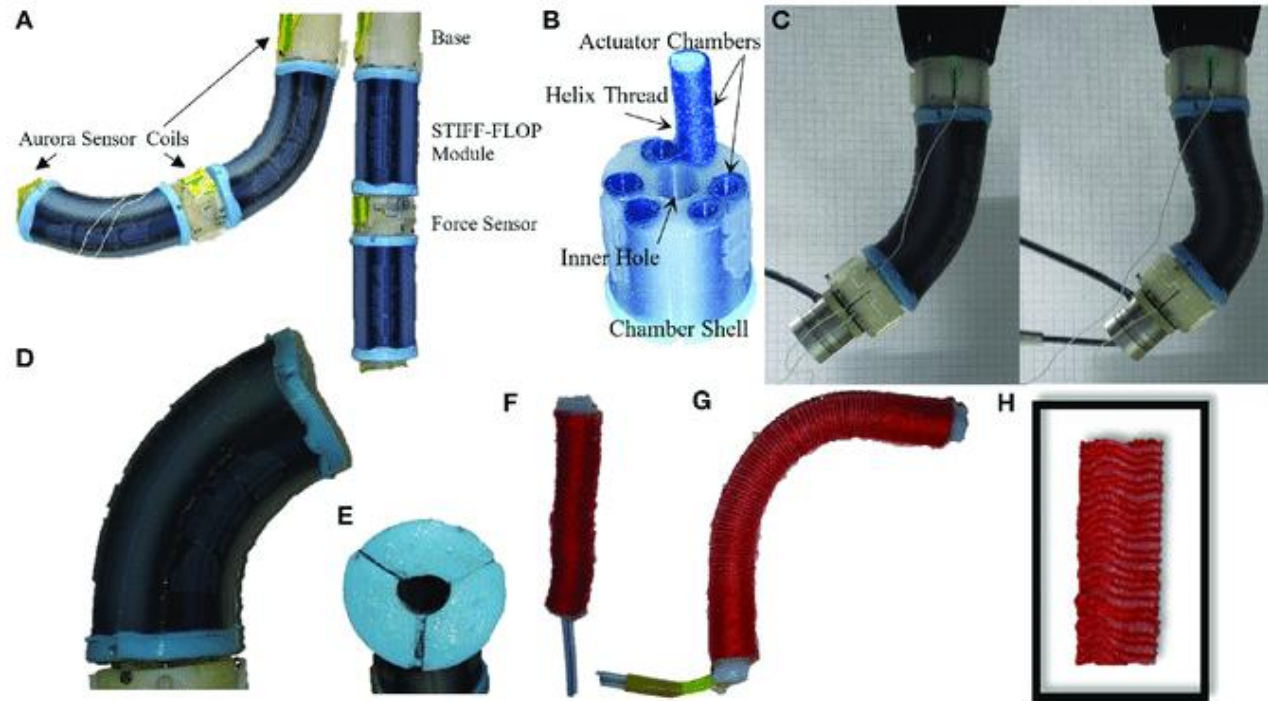 A
Base
Aurora Sensor Coils
STIFF-FLOP
Module
Force Sensor
B
Actuator Chambers
Helix Thread
Inner Hole
Chamber Shell
C
D
E
F
G
H